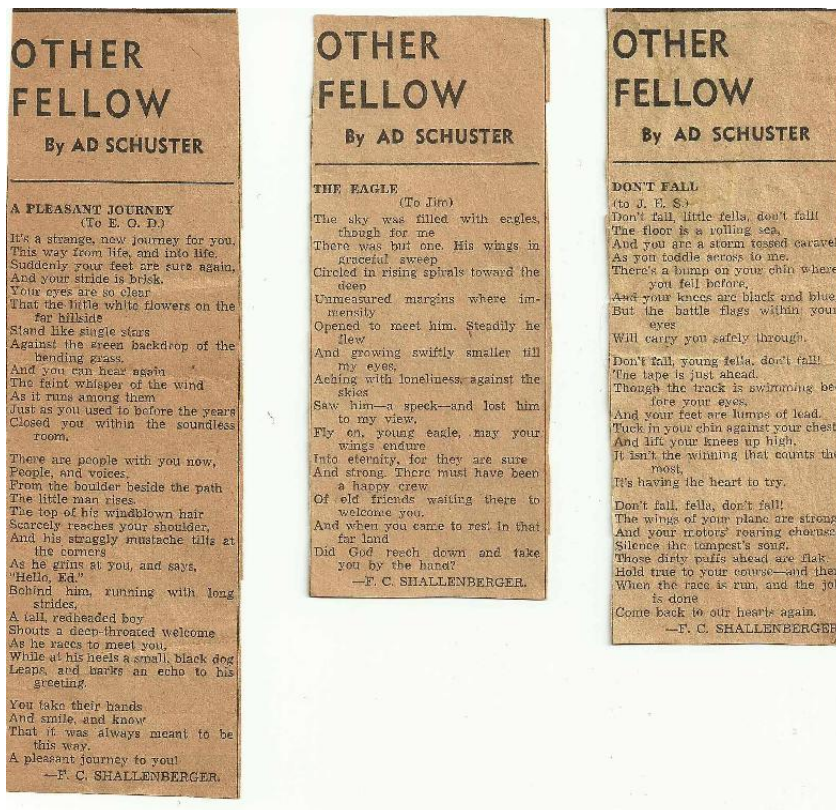 OTHER
FELLOW
By AD SCHUSTER
A PLEASANT JOURNEY
(To E. O. D.)
It's a strange, new journey for you,
This way from life, and into life.
Suddenly your feet are sure again,
And your stride is brisk.
Your eyes are so clear
That the little white flowers on the
far hillside
Stand like single stars
Against the green backdrop of the
bending grass.
And you can hear again
The faint whisper of the wind
As it runs among them
Just as you used to before the years
Closed you within the soundless
room.
There are people with you now,
People, and voices.
From the boulder beside the path
The little man rises.
The top of his windblown hair
Scarcely reaches your shoulder,
And his straggly mustache tilts at
the corners
As he grins at you, and says,
"Hello, Ed."
Behind him, running with long
strides,
A tall, redheaded boy
Shouts a deep-throated welcome
As he races to meet you,
While at his heels a small, black dog
Leaps, and barks an echo to his
greeting.
You take their hands
And smile, and know
That it was always meant to be
this way.
A pleasant journey to you!
—F. C. SHALLENBERGER.
OTHER
FELLOW
By AD SCHUSTER
THE EAGLE
(To Jim)
The sky was filled with eagles,
though for me
There was but one. His wings in
graceful sweep
Circled in rising spirals toward the
deep
Unmeasured margins where im-
mensity
Opened to meet him. Steadily he
flew
And growing swiftly smaller till
my eyes,
Aching with loneliness, against the
skies
Saw him—a speck—and lost him
to my view.
Fly on, young eagle, may your
wings endure
Into eternity, for they are sure
And strong. There must have been
a happy crew
Of old friends waiting there to
welcome you.
And when you came to rest in that
far land
Did God reach down and take
you by the hand?
—F. C. SHALLENBERGER.
OTHER
FELLOW
By AD SCHUSTER
DON'T FALL
(to J. E. S.)
Don't fall, little fella, don't fall!
The floor is a rolling sea,
And you are a storm tossed caravel
As you toddle across to me.
There's a bump on your chin where
you fell before,
And your knees are black and blue
But the battle flags within your
eyes
Will carry you safely through.
Don't fall, young fella, don't fall!
The tape is just ahead.
Though the track is swimming be-
fore your eyes,
And your feet are lumps of lead.
Tuck in your chin against your chest
And lift your knees up high.
It isn't the winning that counts the
most,
It's having the heart to try.
Don't fall, fella, don't fall!
The wings of your plane are strong
And your motors' roaring
Silence the tempest's song.
Those dirty puffs ahead are flak
Hold true to your course—and then
When the race is run, and the job
is done
Come back to our hearts again.
—F. C. SHALLENBERGER